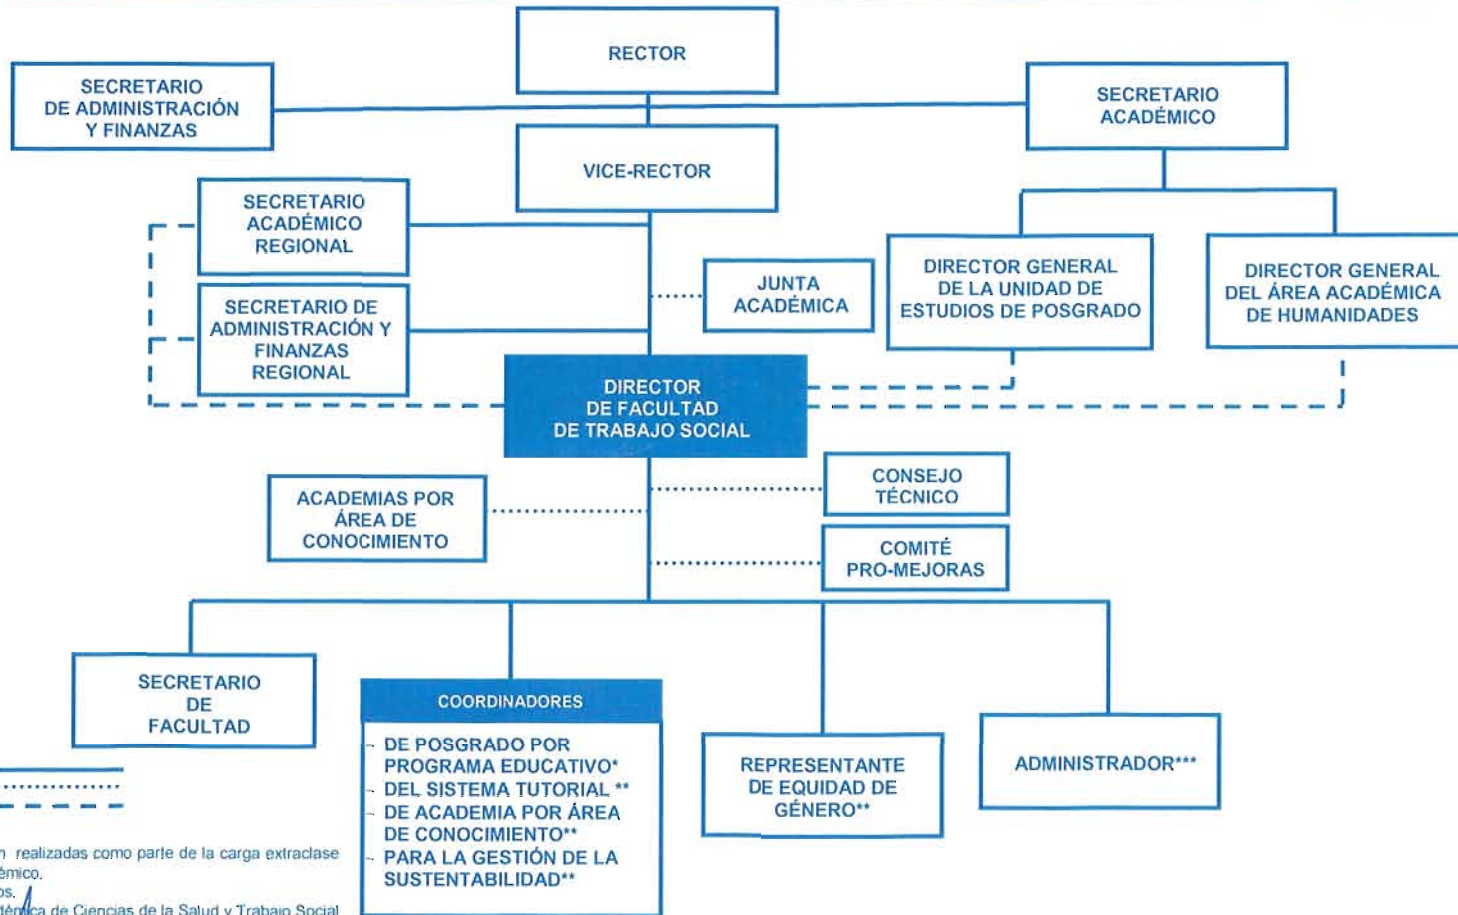 RECTOR
SECRETARIO
DE ADMINISTRACIÓN
Y FINANZAS
SECRETARIO
ACADÉMICO
VICE-RECTOR
SECRETARIO
ACADÉMICO
REGIONAL
JUNTA
ACADÉMICA
DIRECTOR GENERAL
DE LA UNIDAD DE
ESTUDIOS DE POSGRADO
DIRECTOR GENERAL
DEL ÁREA ACADÉMICA
DE HUMANIDADES
SECRETARIO DE
ADMINISTRACIÓN Y
FINANZAS
REGIONAL
DIRECTOR
DE FACULTAD
DE TRABAJO SOCIAL
ACADEMIAS POR
ÁREA DE
CONOCIMIENTO
CONSEJO
TÉCNICO
COMITÉ
PRO-MEJORAS
SECRETARIO
DE
FACULTAD
COORDINADORES
- DE POSGRADO POR
PROGRAMA EDUCATIVO*
- DEL SISTEMA TUTORIAL **
- DE ACADEMIA POR ÁREA
DE CONOCIMIENTO**
- PARA LA GESTIÓN DE LA
SUSTENTABILIDAD**
REPRESENTANTE
DE EQUIDAD DE
GÉNERO**
ADMINISTRADOR***
realizadas como parte de la carga extraclase
de Ciencias de la Salud y Trabajo Social